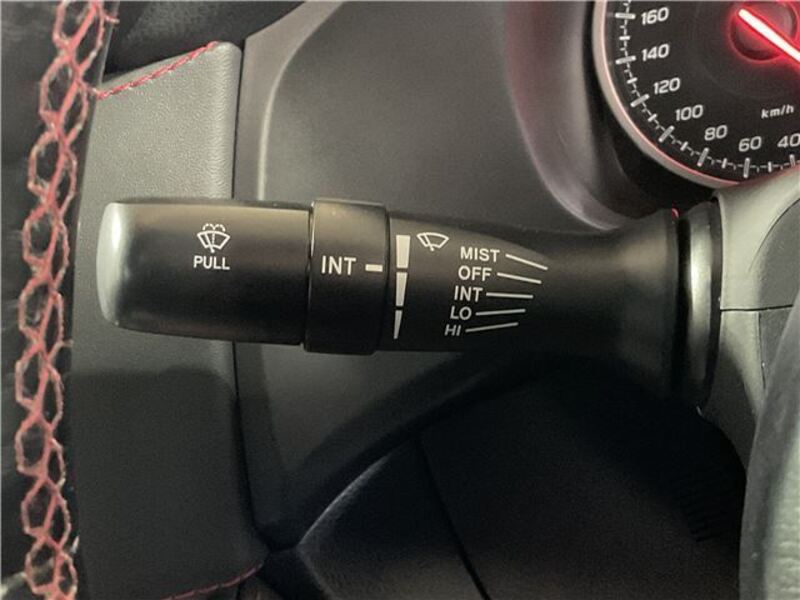 160
140
120
100
80
60
40
km/h
PULL
INT
MIST
OFF
INT
LO
HI